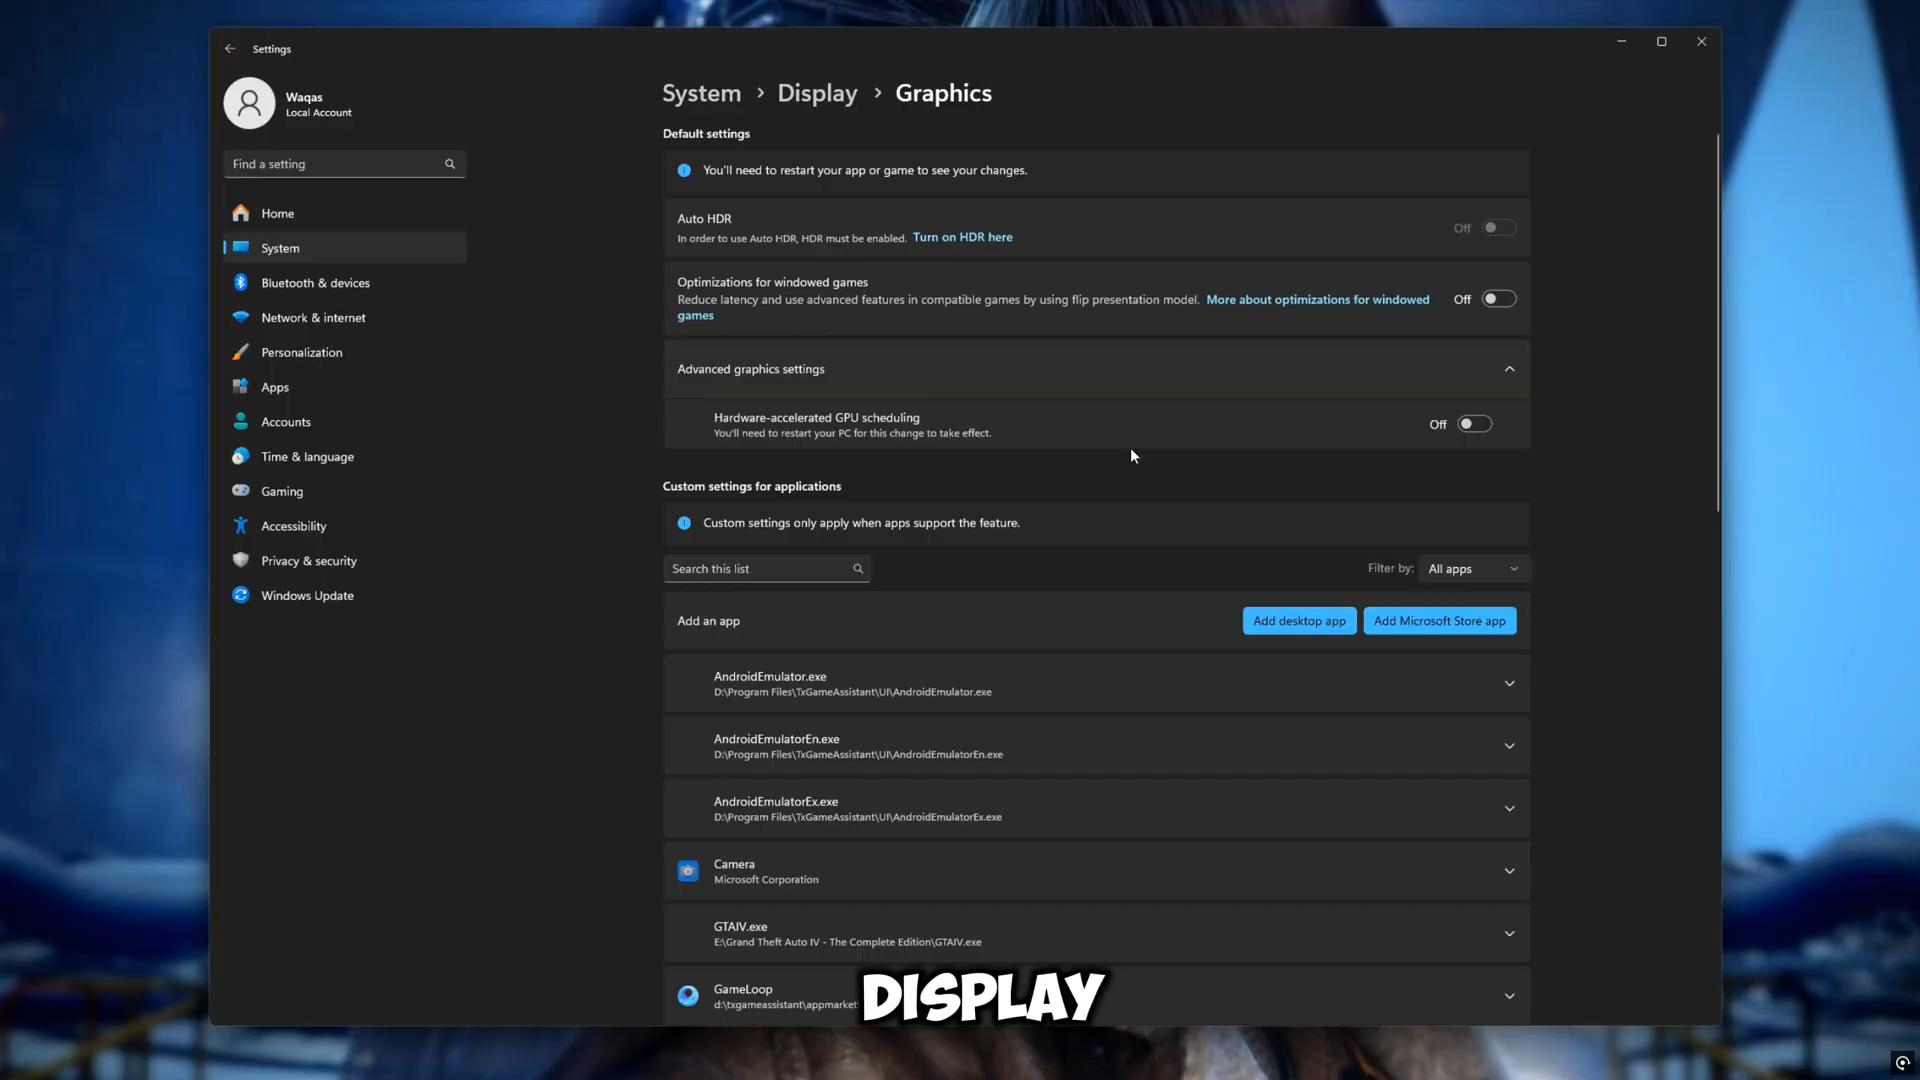 Settings
Waqas
Local Account
Find a setting
Home
System
Bluetooth & devices
Network & internet
Personalization
Apps
Accounts
Time & language
Gaming
Accessibility
Privacy & security
Windows Update
System > Display > Graphics
Default settings
You'll need to restart your app or game to see your changes.
Auto HDR
In order to use Auto HDR, HDR must be enabled. Turn on HDR here
Off
Optimizations for windowed games
Reduce latency and use advanced features in compatible games by using flip presentation model. More about optimizations for windowed
games
Off
Advanced graphics settings
Hardware-accelerated GPU scheduling
You'll need to restart your PC for this change to take effect.
Off
Custom settings for applications
Custom settings only apply when apps support the feature.
Search this list
Filter by: All apps
Add an app
Add desktop app
Add Microsoft Store app
AndroidEmulator.exe
D:\Program Files\TxGameAssistant\UI\AndroidEmulator.exe
AndroidEmulatorEn.exe
D:\Program Files\TxGameAssistant\UI\AndroidEmulatorEn.exe
AndroidEmulatorEx.exe
D:\Program Files\TxGameAssistant\UI\AndroidEmulatorEx.exe
Camera
Microsoft Corporation
GTAIV.exe
E:\Grand Theft Auto IV - The Complete Edition\GTAIV.exe
GameLoop
d:\txgameassistant\appmarket
DISPLAY